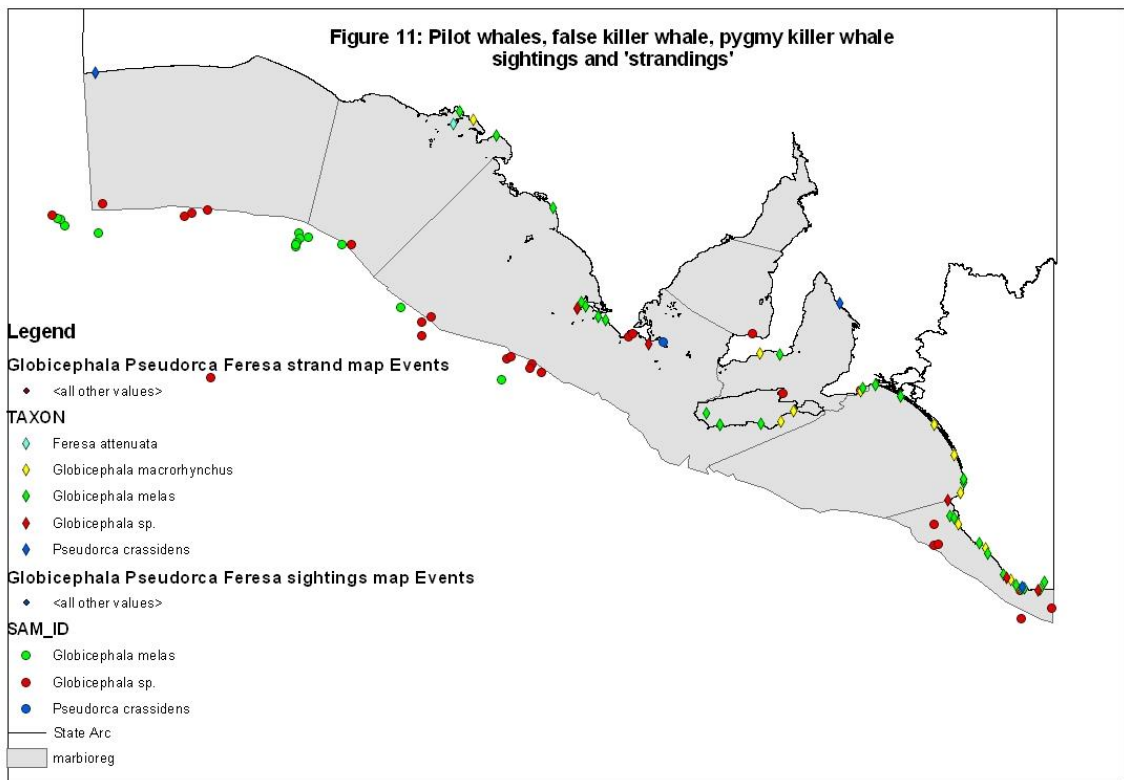 Figure 11: Pilot whales, false killer whale, pygmy killer whale
sightings and 'strandings'
Legend
Globicephala Pseudorca Feresa strand map Events
<all other values>
TAXON
Feresa attenuata
Globicephala macrorhynchus
Globicephala melas
Globicephala sp.
Pseudorca crassidens
Globicephala Pseudorca Feresa sightings map Events
<all other values>
SAM_ID
Globicephala melas
Globicephala sp.
Pseudorca crassidens
State Arc
marbioreg